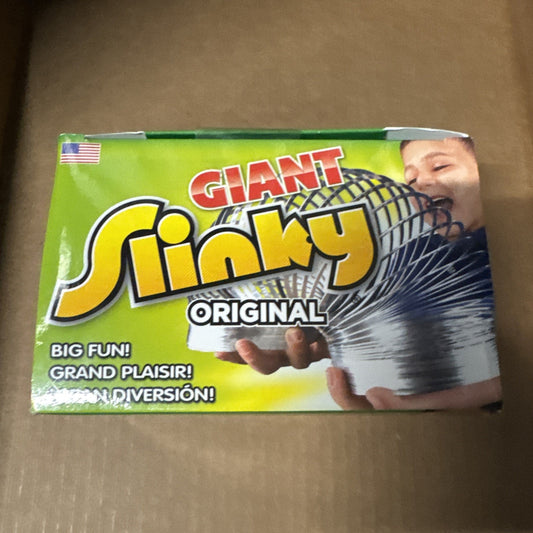 GIANT
Slinky
ORIGINAL
BIG FUN!
GRAND PLAISIR!
DIVERSIÓN!